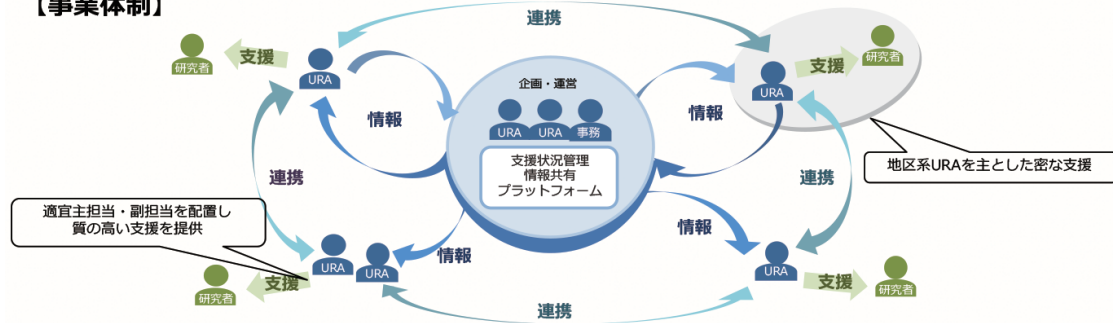 【事業体制】
連携
研究者
支援
URA
情報
企画・運営
URA
URA
事務
支援状況管理
情報共有
プラットフォーム
情報
URA
支援
研究者
地区系URAを主とした密な支援
連携
連携
適宜主担当・副担当を配置し
質の高い支援を提供
情報
情報
URA
URA
支援
研究者
URA
支援
研究者
連携